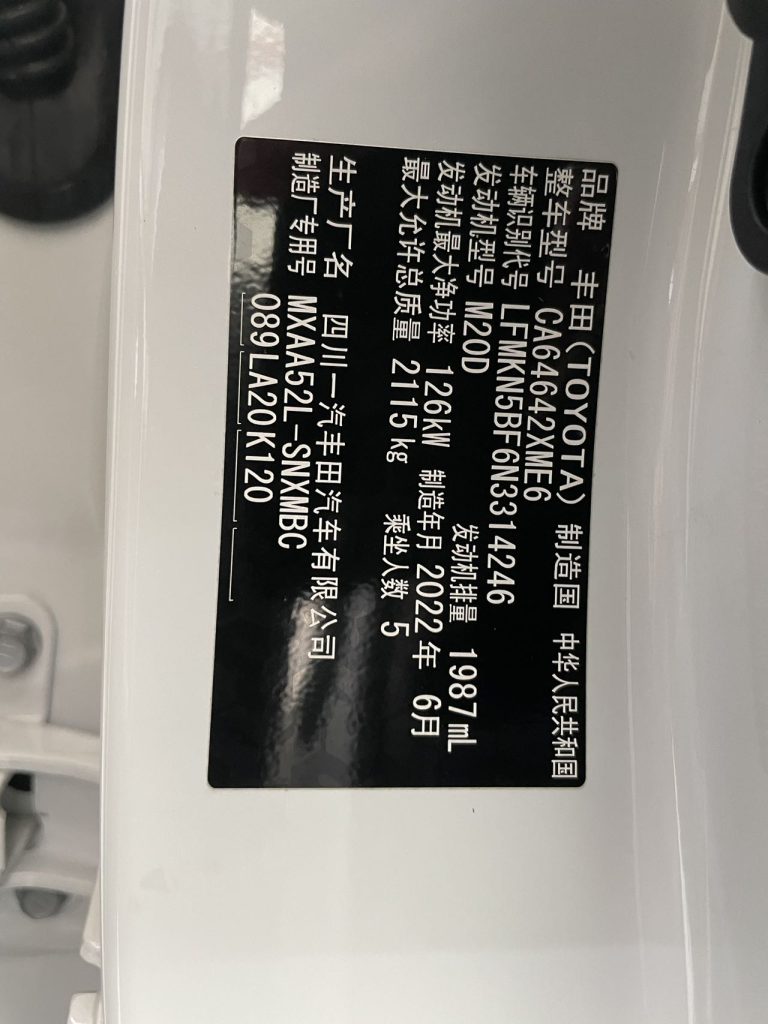 品牌 丰田(TOYOTA) 制造国 中华人民共和国
整车型号 CA64642XME6
车辆识别代号 LFMKN5BF6N3314246
发动机型号 M20D 发动机排量 1987mL
发动机最大净功率 126kW 制造年月 2022年 6月
最大允许总质量 2115kg 乘坐人数 5
生产厂名 四川一汽丰田汽车有限公司
制造厂专用号 MXAA52L-SNXMBC
089LA20K120